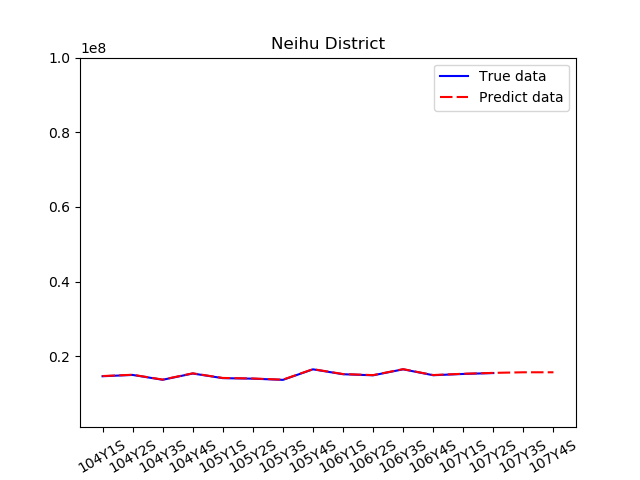 Neihu District
1e8
1.0
0.8
0.6
0.4
0.2
True data
Predict data
104Y1S
104Y2S
104Y3S
104Y4S
105Y1S
105Y2S
105Y3S
105Y4S
106Y1S
106Y2S
106Y3S
106Y4S
107Y1S
107Y2S
107Y3S
107Y4S